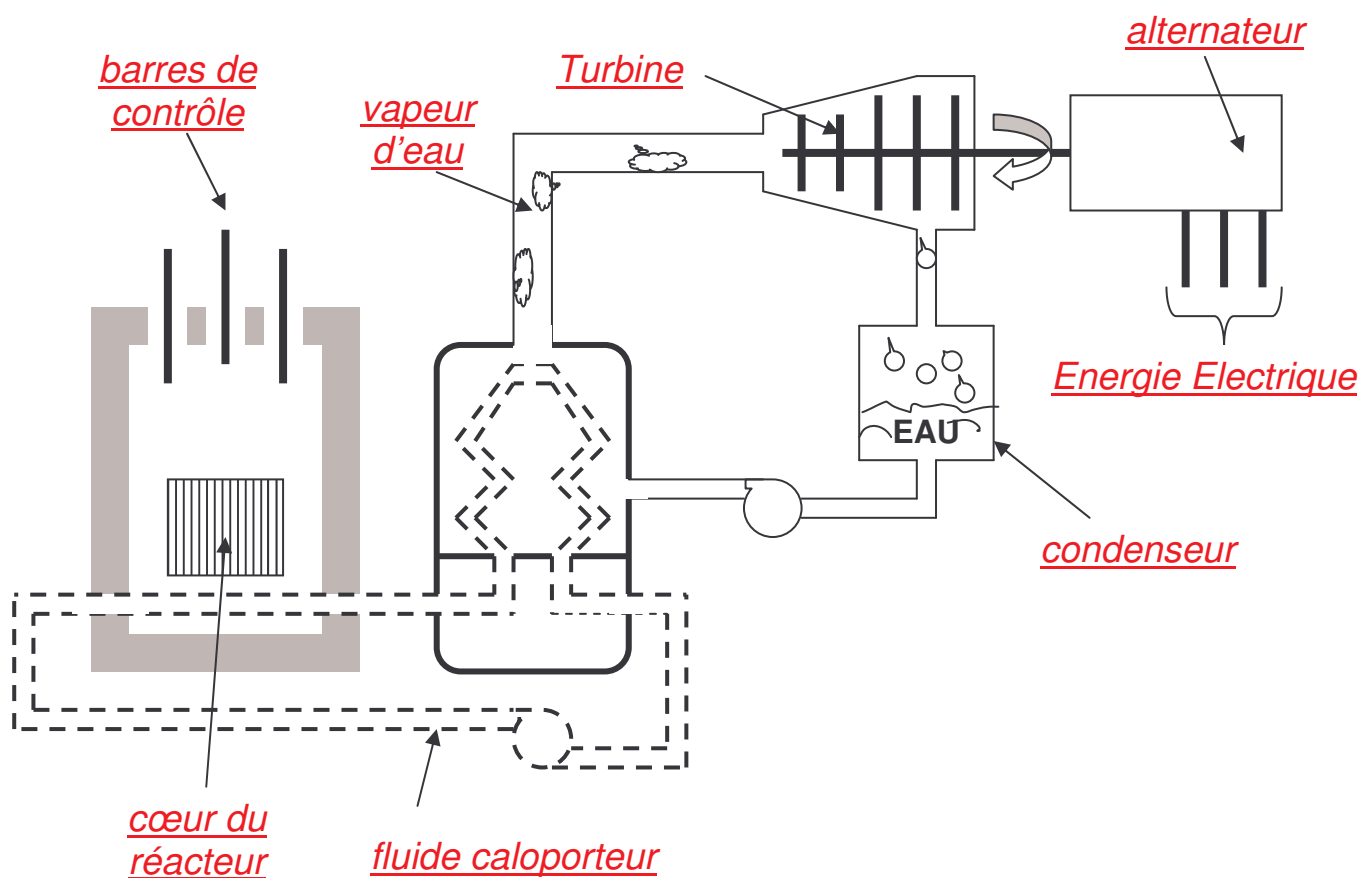 alternateur
barres de
contrôle
Turbine
vapeur
d'eau
Energie Electrique
EAU
condenseur
cœur du
réacteur
fluide caloporteur